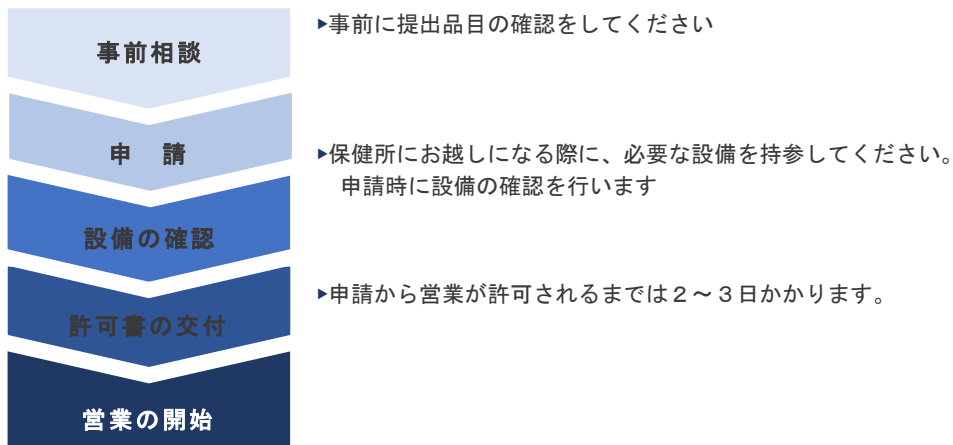 事前相談
▶事前に提出品目の確認をしてください
申　請
▶保健所にお越しになる際に、必要な設備を持参してください。
申請時に設備の確認を行います
設備の確認
▶申請から営業が許可されるまでは２～３日かかります。
許可書の交付
営業の開始